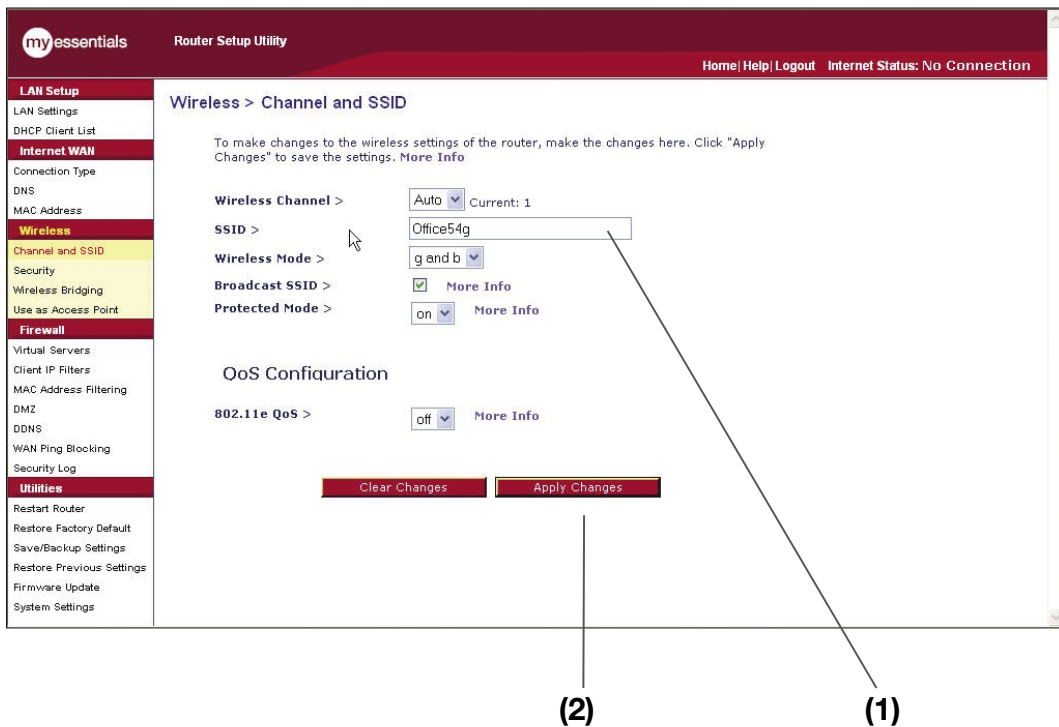 myessentials
Router Setup Utility
Home| Help| Logout Internet Status: No Connection
LAN Setup
LAN Settings
DHCP Client List
Internet WAN
Connection Type
DNS
MAC Address
Wireless
Channel and SSID
Security
Wireless Bridging
Use as Access Point
Firewall
Virtual Servers
Client IP Filters
MAC Address Filtering
DMZ
DDNS
WAN Ping Blocking
Security Log
Utilities
Restart Router
Restore Factory Default
Save/Backup Settings
Restore Previous Settings
Firmware Update
System Settings
Wireless > Channel and SSID
To make changes to the wireless settings of the router, make the changes here. Click "Apply
Changes" to save the settings. More Info
Wireless Channel > Auto Current: 1
SSID > Office54g
Wireless Mode > g and b
Broadcast SSID > More Info
Protected Mode > on More Info
QoS Configuration
802.11e QoS > off More Info
Clear Changes Apply Changes
(2) (1)